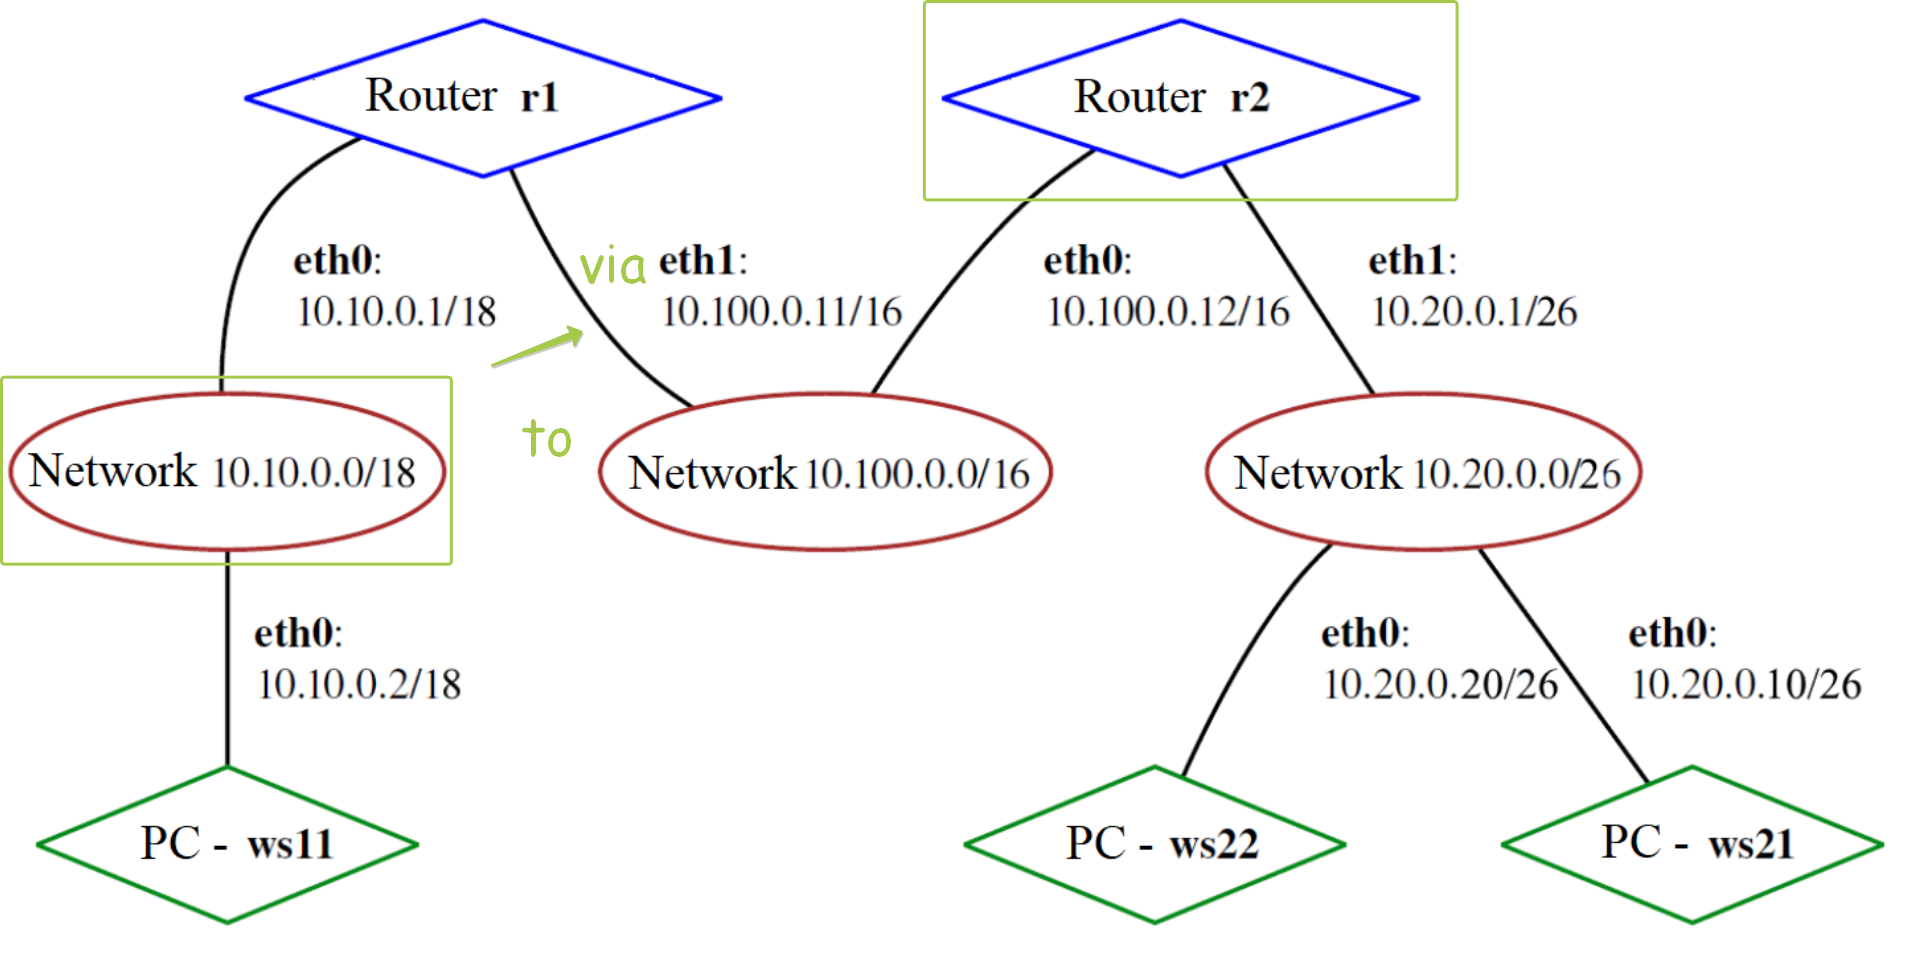 Router r1
Router r2
eth0:
10.10.0.1/18
via
eth1:
10.100.0.11/16
eth0:
10.100.0.12/16
eth1:
10.20.0.1/26
to
Network 10.10.0.0/18
Network 10.100.0.0/16
Network 10.20.0.0/26
eth0:
10.10.0.2/18
eth0:
10.20.0.20/26
eth0:
10.20.0.10/26
PC - ws11
PC - ws22
PC - ws21